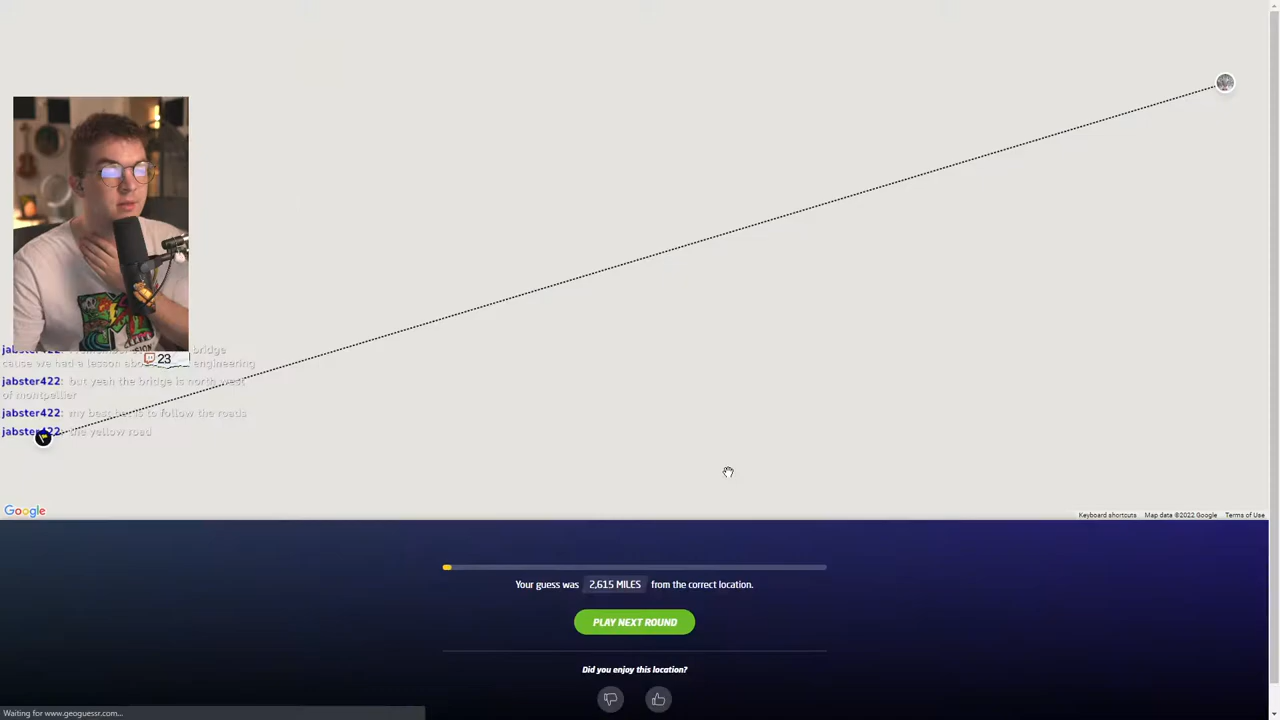 bridge
cause we had a lesson engineering
23
jabster422: but yeah the bridge is north west
of montpellier
jabster422: my best bet is to follow the roads
jabster422: the yellow road
Google
Keyboard shortcuts Map data ©2022 Google Terms of Use
Your guess was 2,615 MILES from the correct location.
PLAY NEXT ROUND
Did you enjoy this location?
Waiting for www.geoguessr.com...